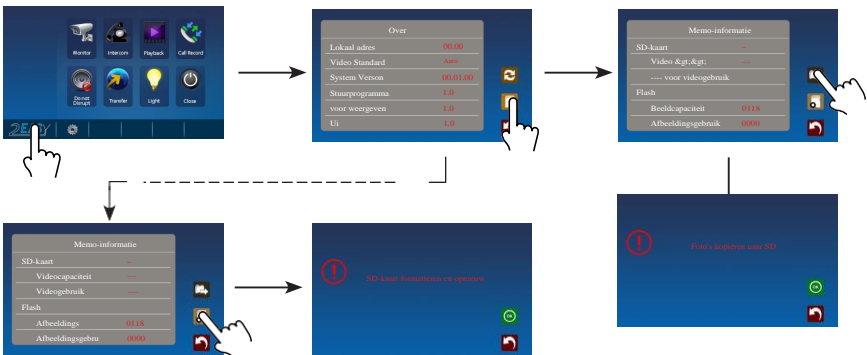 Monitor Intercom Playback Call Record
Do not Disrupt Transfer Light Close
2EASY
Over
Lokaal adres 00.00
Video Standard Auto
System Verson 00.01.00
Stuurprogramma 1.0
voor weergeven 1.0
Ui 1.0
Memo-informatie
SD-kaart –
Video &gt;&gt; ----
---- voor videogebruik
Flash
Beeldcapaciteit 0118
Afbeeldingsgebruik 0000
Memo-informatie
SD-kaart –
Videocapaciteit ----
Videogebruik ----
Flash
Afbeeldings 0118
Afbeeldingsgebru 0000
SD-kaart formatteren en opnieuw
OK
Foto's kopiëren naar SD
OK